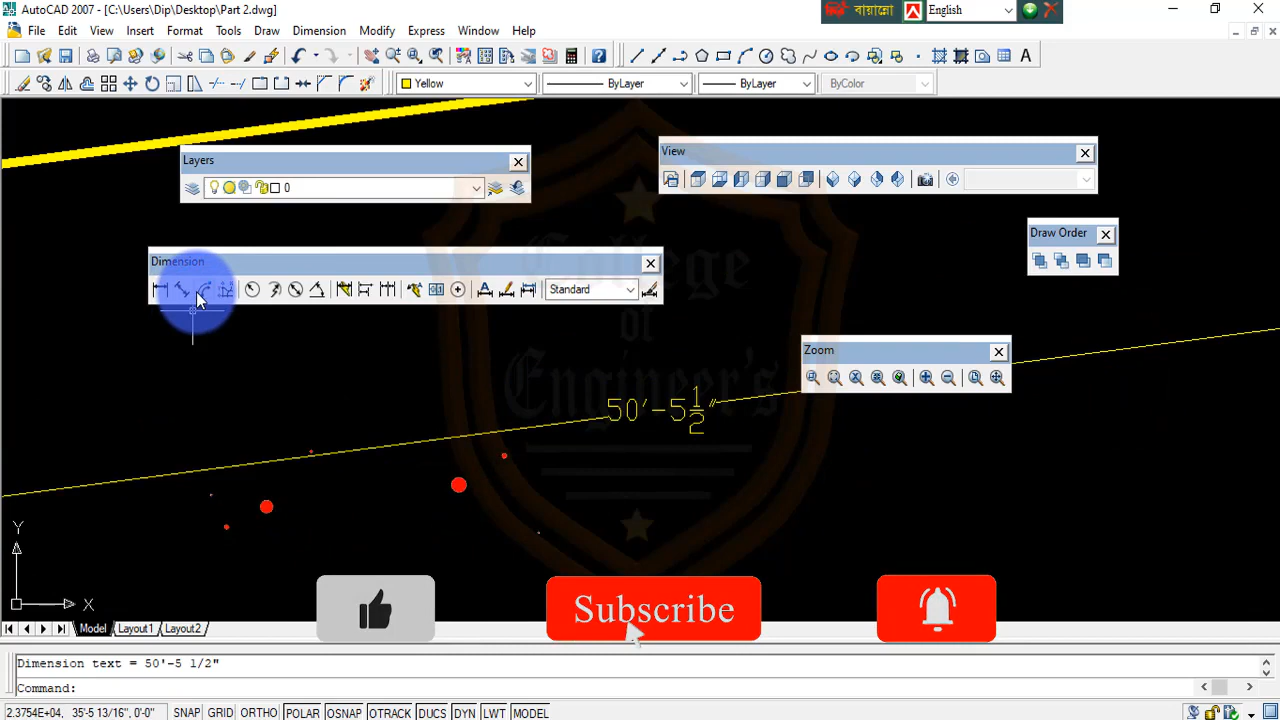 AutoCAD 2007 - [C:\Users\Dip\Desktop\Part 2.dwg]
বায়ান্নো English
File Edit View Insert Format Tools Draw Dimension Modify Express Window Help
Yellow ByLayer ByLayer ByColor
View
Layers
0
Draw Order
Dimension
Standard
College
of
Engineer's
Zoom
50'-5 1/2"
Y
X
Subscribe
Model Layout1 Layout2
Dimension text = 50'-5 1/2"
Command:
2.3754E+04, 35'-5 13/16", 0'-0" SNAP GRID ORTHO POLAR OSNAP OTRACK DUCS DYN LWT MODEL